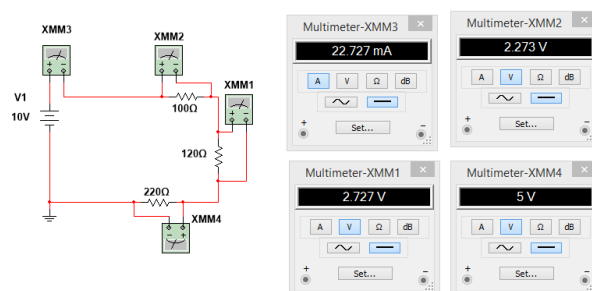 XMM3
XMM2
XMM1
V1
10V
100Ω
120Ω
220Ω
XMM4
Multimeter-XMM3
22.727 mA
A V Ω dB
Set...
+ -
Multimeter-XMM2
2.273 V
A V Ω dB
Set...
+ -
Multimeter-XMM1
2.727 V
A V Ω dB
Set...
+ -
Multimeter-XMM4
5 V
A V Ω dB
Set...
+ -